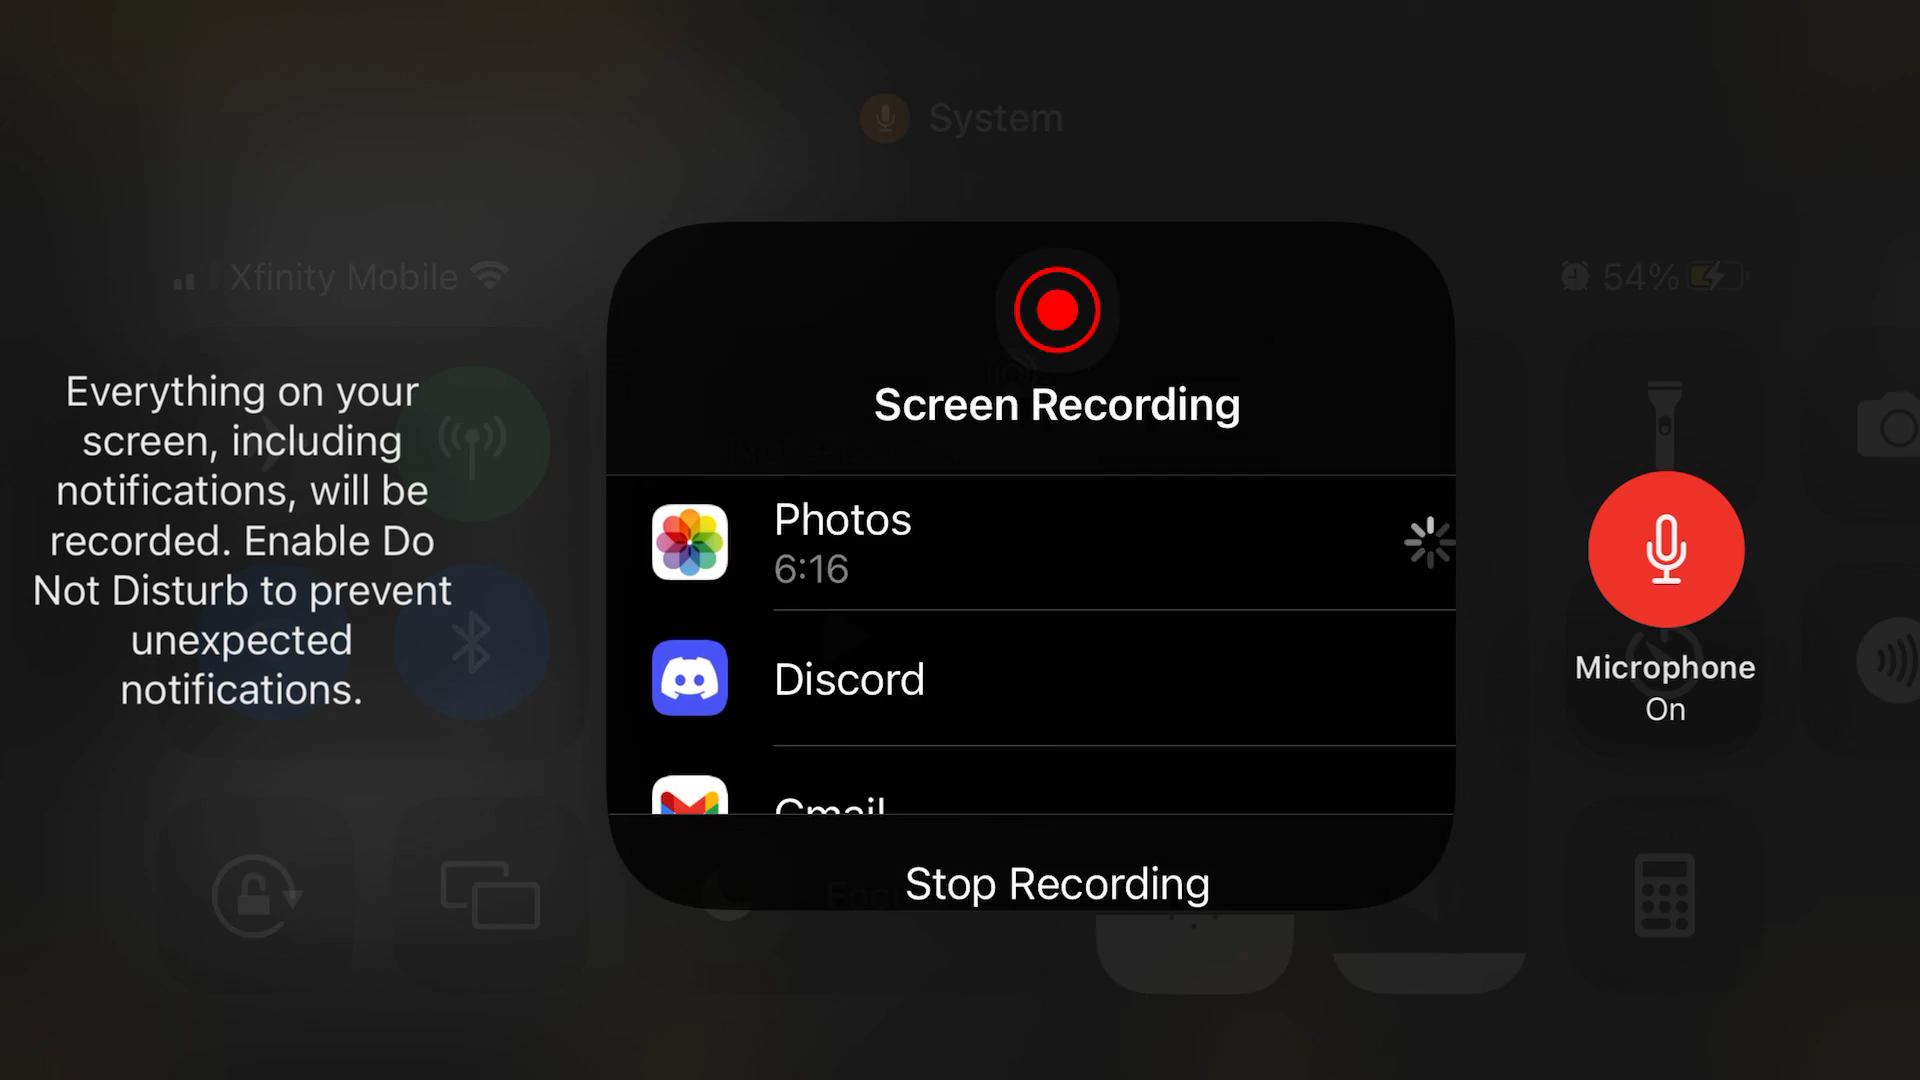 System
Xfinity Mobile
54%
Screen Recording
Everything on your
screen, including
notifications, will be
recorded. Enable Do
Not Disturb to prevent
unexpected
notifications.
Photos
6:16
Discord
Gmail
Stop Recording
Microphone
On